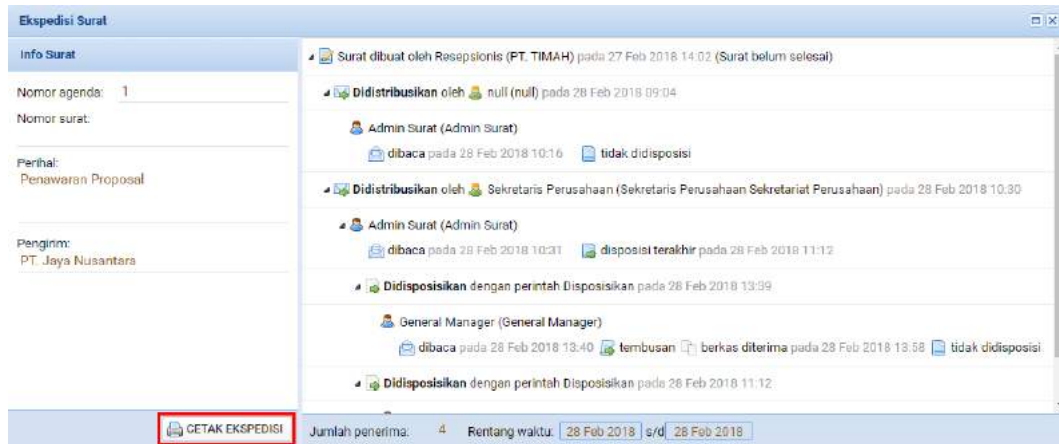 Ekspedisi Surat
Info Surat
Nomor agenda: 1
Nomor surat:
Perihal:
Penawaran Proposal
Pengirim:
PT. Jaya Nusantara
CETAK EKSPEDISI
Surat dibuat oleh Resepsionis (PT. TIMAH) pada 27 Feb 2018 14:02 (Surat belum selesai)
Didistribusikan oleh null (null) pada 28 Feb 2018 09:04
Admin Surat (Admin Surat)
dibaca pada 28 Feb 2018 10:16 tidak didisposisi
Didistribusikan oleh Sekretaris Perusahaan (Sekretaris Perusahaan Sekretariat Perusahaan) pada 28 Feb 2018 10:30
Admin Surat (Admin Surat)
dibaca pada 28 Feb 2018 10:31 disposisi terakhir pada 28 Feb 2018 11:12
Didisposisikan dengan perintah Disposisikan pada 28 Feb 2018 13:39
General Manager (General Manager)
dibaca pada 28 Feb 2018 13:40 tembusan berkas diterima pada 28 Feb 2018 13:58 tidak didisposisi
Didisposisikan dengan perintah Disposisikan pada 28 Feb 2018 11:12
Jumlah penerima: 4 Rentang waktu: 28 Feb 2018 s/d 28 Feb 2018